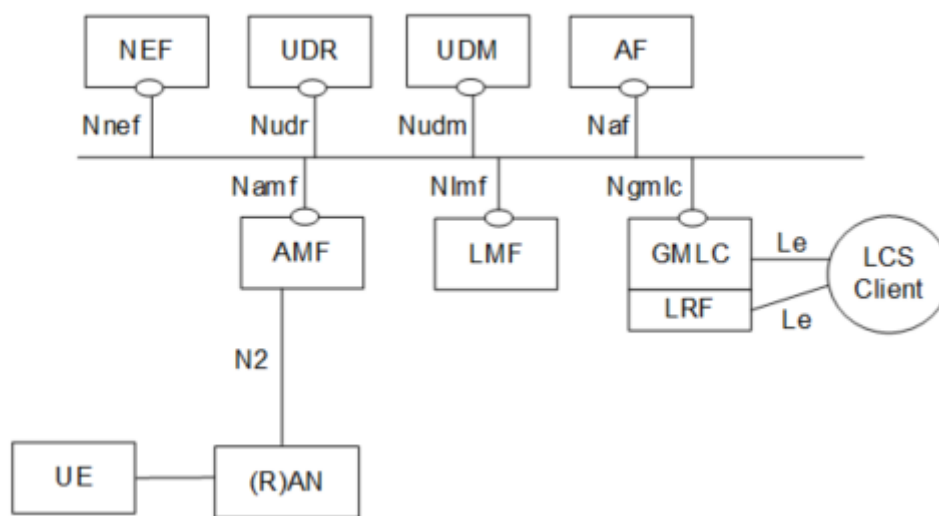 NEF
UDR
UDM
AF
Nnef
Nudr
Nudm
Naf
Namf
Nlmf
Ngmlc
AMF
LMF
GMLC
Le
LCS
Client
LRF
Le
N2
UE
(R)AN